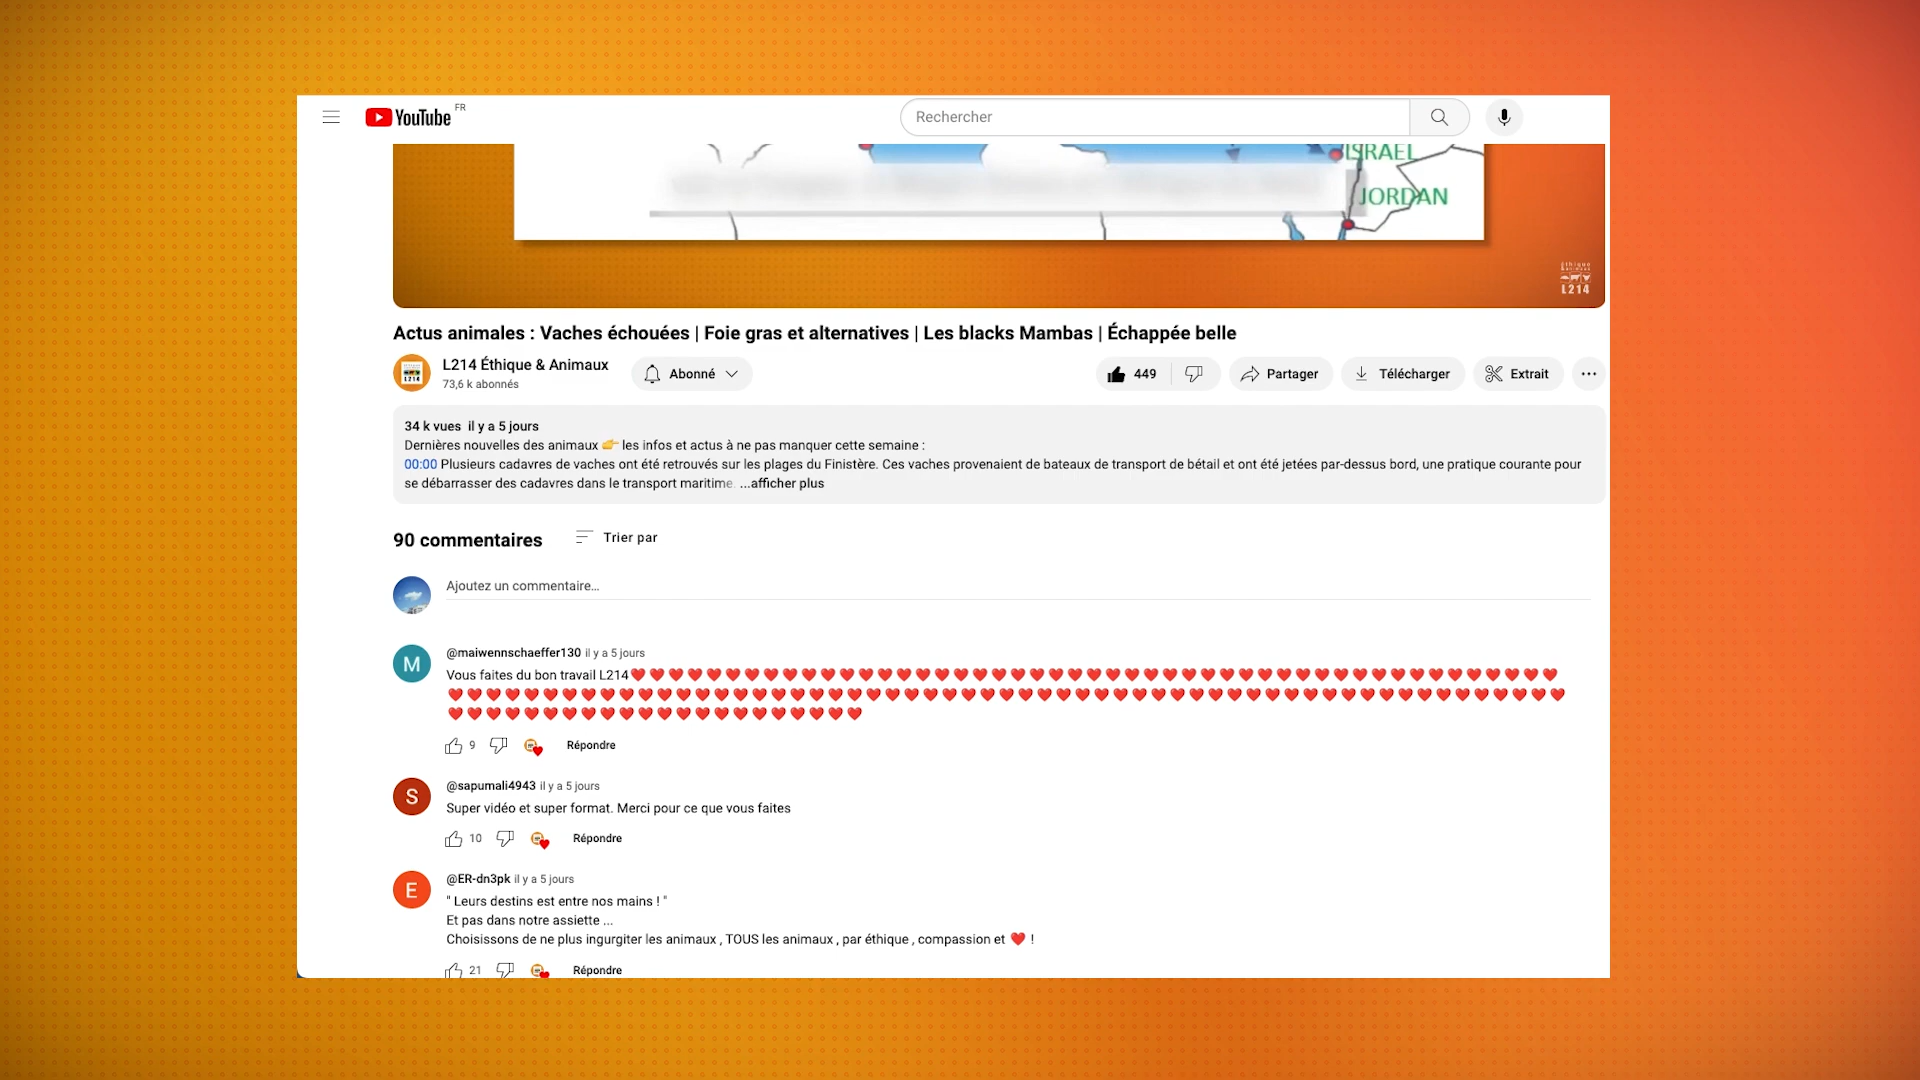 YouTube FR
Rechercher
ISRAEL
JORDAN
éthique & animaux
L214
Actus animales : Vaches échouées | Foie gras et alternatives | Les blacks Mambas | Échappée belle
L214 Éthique & Animaux
73,6 k abonnés
Abonné
449
Partager
Télécharger
Extrait
34 k vues il y a 5 jours
Dernières nouvelles des animaux 👉 les infos et actus à ne pas manquer cette semaine :
00:00 Plusieurs cadavres de vaches ont été retrouvés sur les plages du Finistère. Ces vaches provenaient de bateaux de transport de bétail et ont été jetées par-dessus bord, une pratique courante pour
se débarrasser des cadavres dans le transport maritime. ...afficher plus
90 commentaires
Trier par
Ajoutez un commentaire...
M
@maiwennschaeffer130 il y a 5 jours
Vous faites du bon travail L214❤️❤️❤️❤️❤️❤️❤️❤️❤️❤️❤️❤️❤️❤️❤️❤️❤️❤️❤️❤️❤️❤️❤️❤️❤️❤️❤️❤️❤️❤️❤️❤️❤️❤️❤️❤️❤️❤️❤️❤️❤️❤️❤️❤️❤️❤️❤️❤️❤️
❤️❤️❤️❤️❤️❤️❤️❤️❤️❤️❤️❤️❤️❤️❤️❤️❤️❤️❤️❤️❤️❤️❤️❤️❤️❤️❤️❤️❤️❤️❤️❤️❤️❤️❤️❤️❤️❤️❤️❤️❤️❤️❤️❤️❤️❤️❤️❤️❤️❤️❤️❤️❤️❤️❤️❤️❤️❤️❤️
❤️❤️❤️❤️❤️❤️❤️❤️❤️❤️❤️❤️❤️❤️❤️❤️❤️❤️❤️❤️❤️❤️
9
Répondre
S
@sapumali4943 il y a 5 jours
Super vidéo et super format. Merci pour ce que vous faites
10
Répondre
E
@ER-dn3pk il y a 5 jours
" Leurs destins est entre nos mains ! "
Et pas dans notre assiette ...
Choisissons de ne plus ingurgiter les animaux , TOUS les animaux , par éthique , compassion et ❤️ !
21
Répondre